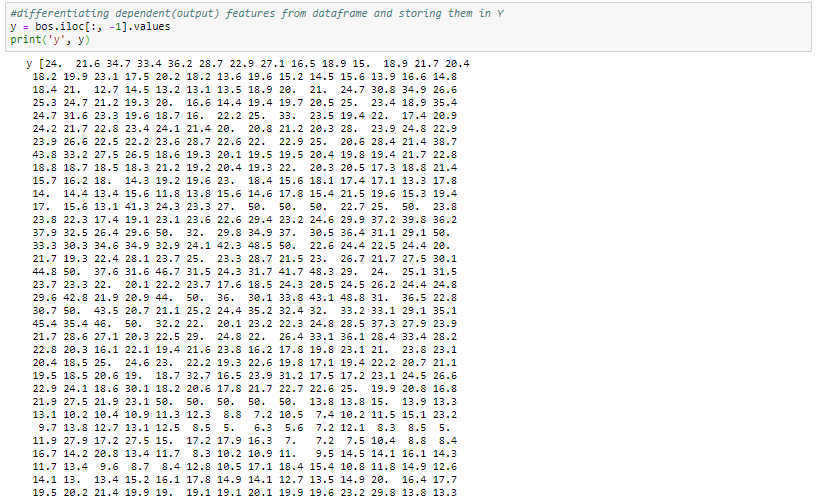 #differentiating dependent(output) features from dataframe and storing them in Y
y = bos.iloc[:, -1].values
print('y', y)
y [24.  21.6 34.7 33.4 36.2 28.7 22.9 27.1 16.5 18.9 15.  18.9 21.7 20.4
18.2 19.9 23.1 17.5 20.2 18.2 13.6 19.6 15.2 14.5 15.6 13.9 16.6 14.8
18.4 21.  12.7 14.5 13.2 13.1 13.5 18.9 20.  21.  24.7 30.8 34.9 26.6
25.3 24.7 21.2 19.3 20.  16.6 14.4 19.4 19.7 20.5 25.  23.4 18.9 35.4
24.7 31.6 23.3 19.6 18.7 16.  22.2 25.  33.  23.5 19.4 22.  17.4 20.9
24.2 21.7 22.8 23.4 24.1 21.4 20.  20.8 21.2 20.3 28.  23.9 24.8 22.9
23.9 26.6 22.5 22.2 23.6 28.7 22.6 22.  22.9 25.  20.6 28.4 21.4 38.7
43.8 33.2 27.5 26.5 18.6 19.3 20.1 19.5 19.5 20.4 19.8 19.4 21.7 22.8
18.8 18.7 18.5 18.3 21.2 19.2 20.4 19.3 22.  20.3 20.5 17.3 18.8 21.4
15.7 16.2 18.  14.3 19.2 19.6 23.  18.4 15.6 18.1 17.4 17.1 13.3 17.8
14.  14.4 13.4 15.6 11.8 13.8 15.6 14.6 17.8 15.4 21.5 19.6 15.3 19.4
17.  15.6 13.1 41.3 24.3 23.3 27.  50.  50.  50.  22.7 25.  50.  23.8
23.8 22.3 17.4 19.1 23.1 23.6 22.6 29.4 23.2 24.6 29.9 37.2 39.8 36.2
37.9 32.5 26.4 29.6 50.  32.  29.8 34.9 37.  30.5 36.4 31.1 29.1 50.
33.3 30.3 34.6 34.9 32.9 24.1 42.3 48.5 50.  22.6 24.4 22.5 24.4 20.
21.7 19.3 22.4 28.1 23.7 25.  23.3 28.7 21.5 23.  26.7 21.7 27.5 30.1
44.8 50.  37.6 31.6 46.7 31.5 24.3 31.7 41.7 48.3 29.  24.  25.1 31.5
23.7 23.3 22.  20.1 22.2 23.7 17.6 18.5 24.3 20.5 24.5 26.2 24.4 24.8
29.6 42.8 21.9 20.9 44.  50.  36.  30.1 33.8 43.1 48.8 31.  36.5 22.8
30.7 50.  43.5 20.7 21.1 25.2 24.4 35.2 32.4 32.  33.2 33.1 29.1 35.1
45.4 35.4 46.  50.  32.2 22.  20.1 23.2 22.3 24.8 28.5 37.3 27.9 23.9
21.7 28.6 27.1 20.3 22.5 29.  24.8 22.  26.4 33.1 36.1 28.4 33.4 28.2
22.8 20.3 16.1 22.1 19.4 21.6 23.8 16.2 17.8 19.8 23.1 21.  23.8 23.1
20.4 18.5 25.  24.6 23.  22.2 19.3 22.6 19.8 17.1 19.4 22.2 20.7 21.1
19.5 18.5 20.6 19.  18.7 32.7 16.5 23.9 31.2 17.5 17.2 23.1 24.5 26.6
22.9 24.1 18.6 30.1 18.2 20.6 17.8 21.7 22.7 22.6 25.  19.9 20.8 16.8
21.9 27.5 21.9 23.1 50.  50.  50.  50.  50.  13.8 13.8 15.  13.9 13.3
13.1 10.2 10.4 10.9 11.3 12.3  8.8  7.2 10.5  7.4 10.2 11.5 15.1 23.2
9.7 13.8 12.7 13.1 12.5  8.5  5.   6.3  5.6  7.2 12.1  8.3  8.5  5.
11.9 27.9 17.2 27.5 15.  17.2 17.9 16.3  7.   7.2  7.5 10.4  8.8  8.4
16.7 14.2 20.8 13.4 11.7  8.3 10.2 10.9 11.   9.5 14.5 14.1 16.1 14.3
11.7 13.4  9.6  8.7  8.4 12.8 10.5 17.1 18.4 15.4 10.8 11.8 14.9 12.6
14.1 13.  13.4 15.2 16.1 17.8 14.9 14.1 12.7 13.5 14.9 20.  16.4 17.7
19.5 20.2 21.4 19.9 19.  19.1 19.1 20.1 19.9 19.6 23.2 29.8 13.8 13.3